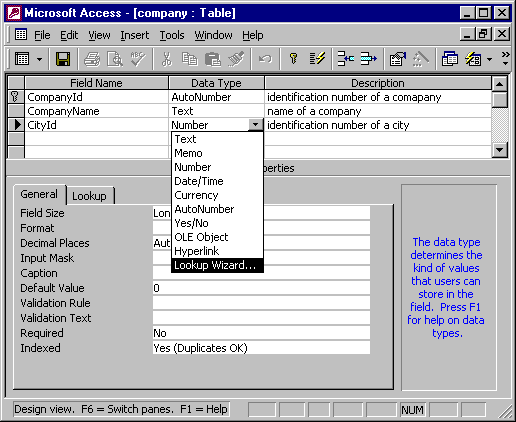 Microsoft Access - [company : Table]
File Edit View Insert Tools Window Help
Field Name Data Type Description
CompanyId AutoNumber identification number of a comapany
CompanyName Text name of a company
CityId Number identification number of a city
Text
Memo
Number
Date/Time
Currency
AutoNumber
Yes/No
OLE Object
Hyperlink
Lookup Wizard...
operties
General Lookup
Field Size Lon
Format
Decimal Places Aut
Input Mask
Caption
Default Value 0
Validation Rule
Validation Text
Required No
Indexed Yes (Duplicates OK)
The data type
determines the
kind of values
that users can
store in the
field. Press F1
for help on data
types.
Design view. F6 = Switch panes. F1 = Help NUM